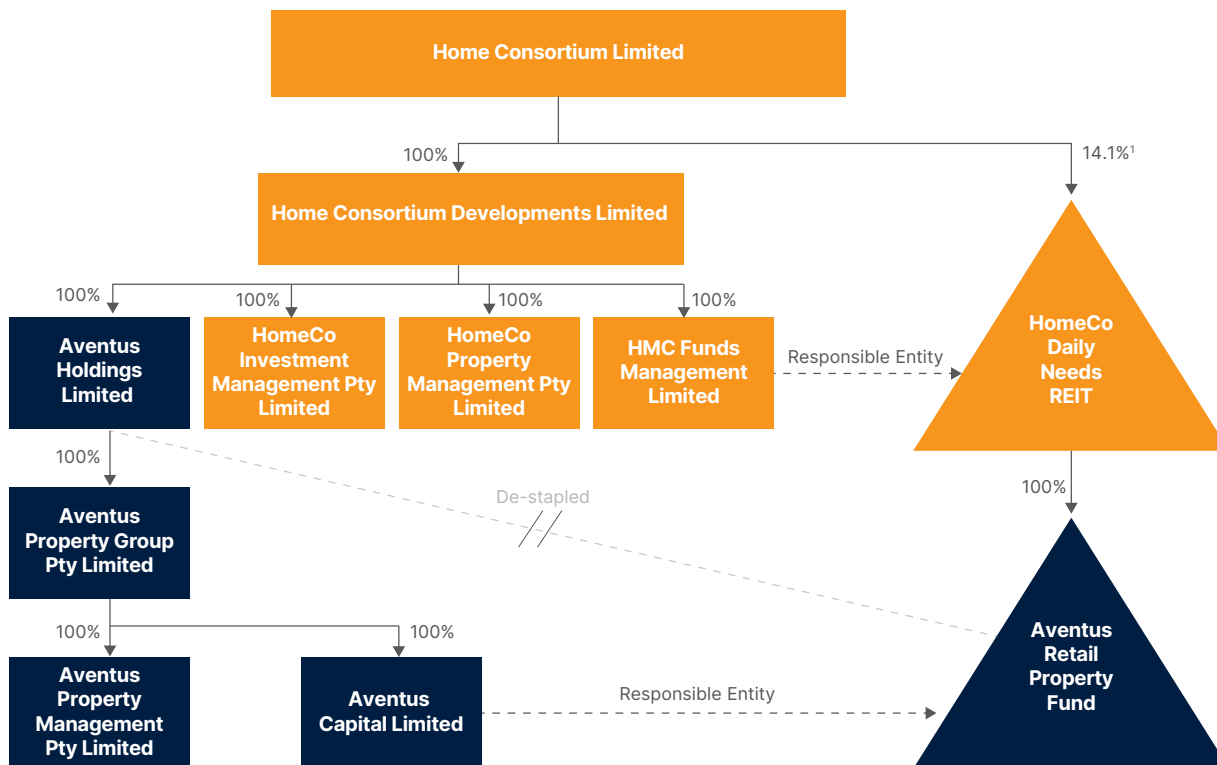 Home Consortium Limited
100%
14.1%¹
Home Consortium Developments Limited
100%
100%
100%
100%
Aventus
Holdings
Limited
HomeCo
Investment
Management Pty
Limited
HomeCo
Property
Management Pty
Limited
HMC Funds
Management
Limited
Responsible Entity
HomeCo
Daily
Needs
REIT
100%
100%
De-stapled
Aventus
Property Group
Pty Limited
100%
100%
Aventus
Property
Management
Pty Limited
Aventus
Capital Limited
Responsible Entity
Aventus
Retail
Property
Fund